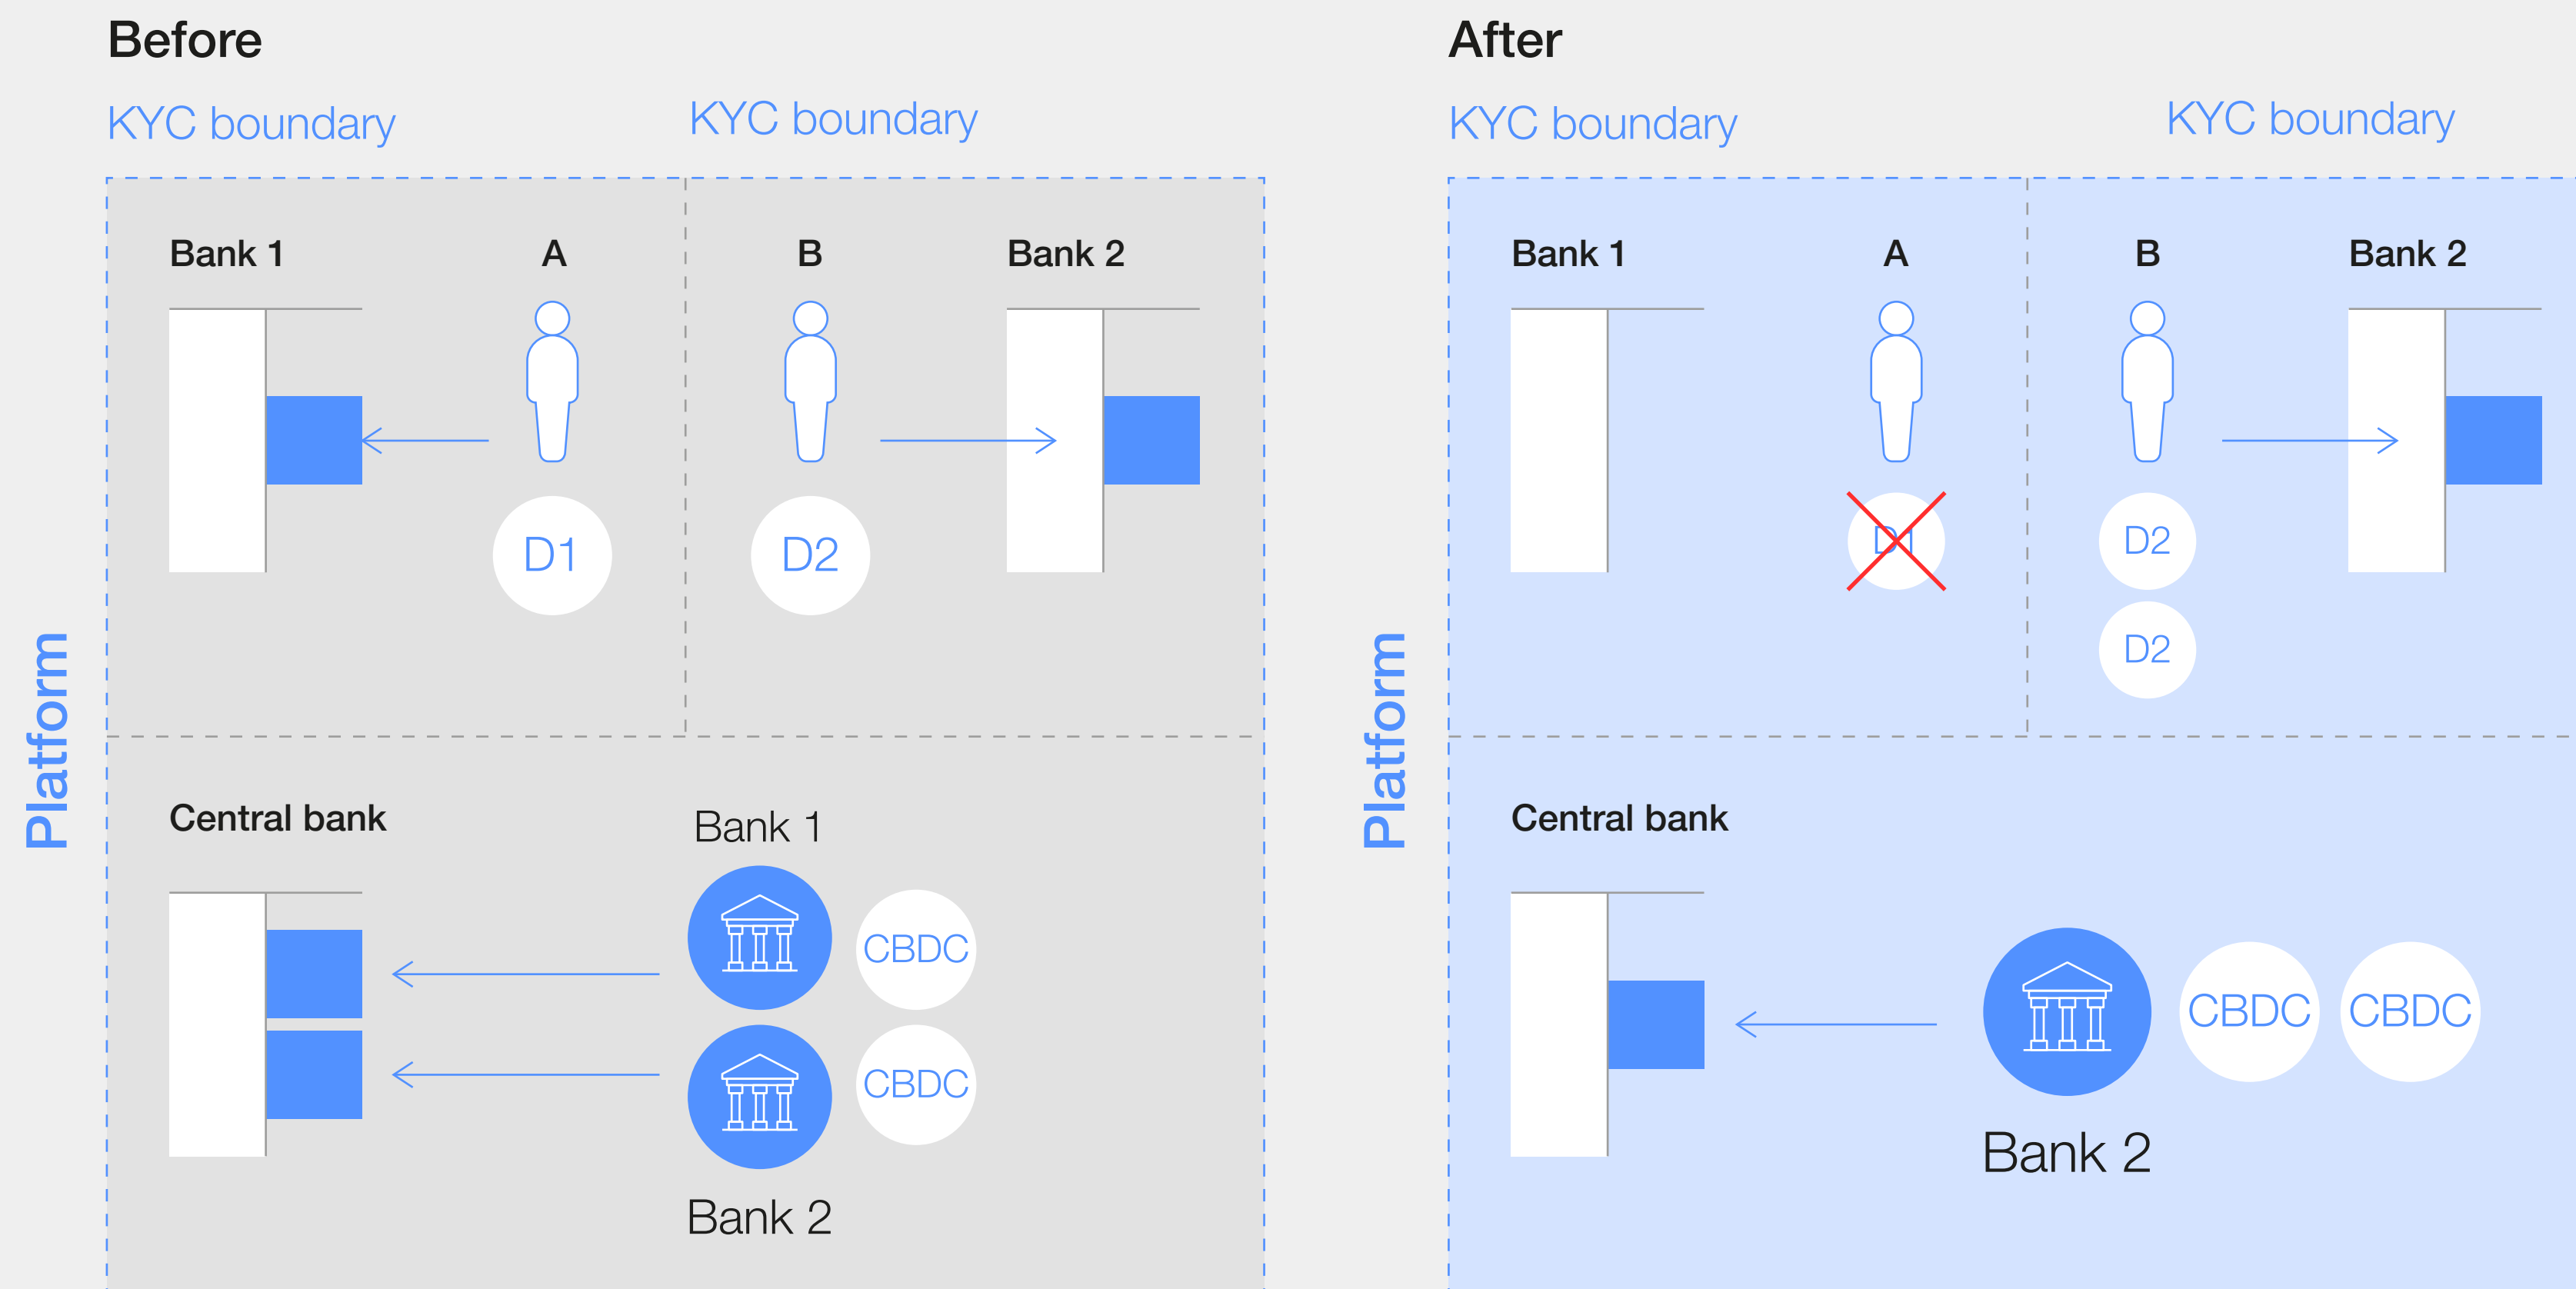 Before
KYC boundary
KYC boundary
Platform
Bank 1
A
B
Bank 2
D1
D2
Central bank
Bank 1
CBDC
CBDC
Bank 2
After
KYC boundary
KYC boundary
Platform
Bank 1
A
B
Bank 2
D1
D2
D2
Central bank
CBDC
CBDC
Bank 2